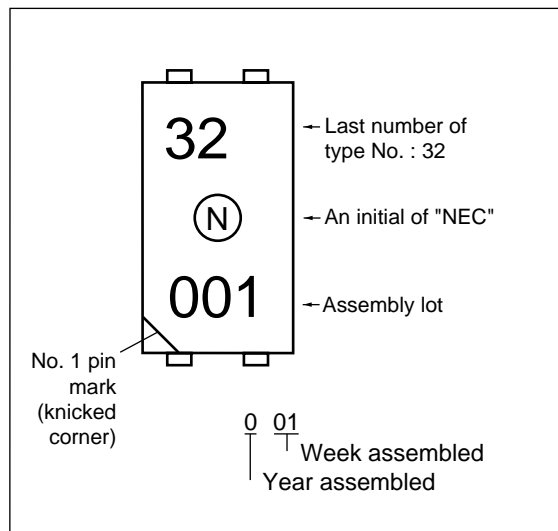 32
Last number of
type No. : 32
N
An initial of "NEC"
001
Assembly lot
No. 1 pin
mark
(knicked
corner)
0 01
Week assembled
Year assembled